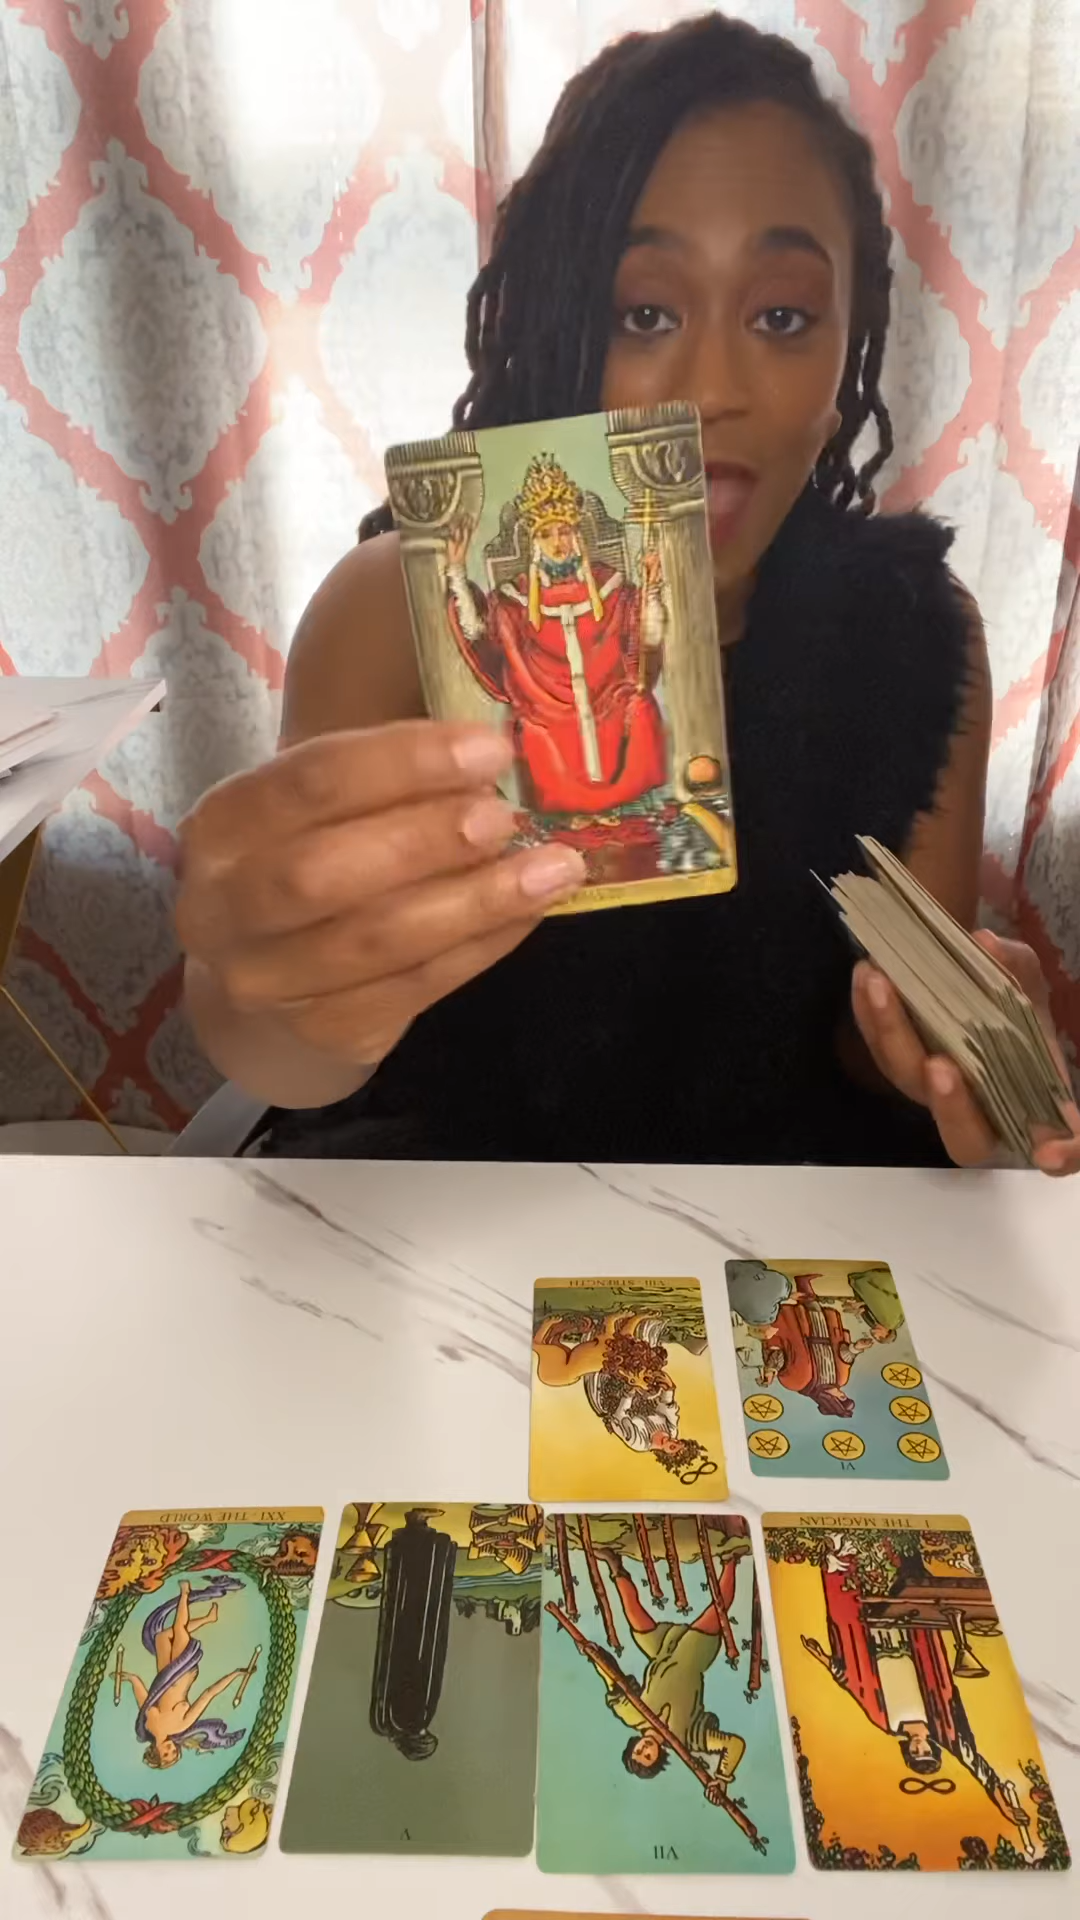 VIII · STRENGTH
VI
XXI · THE WORLD
V
VII
I · THE MAGICIAN